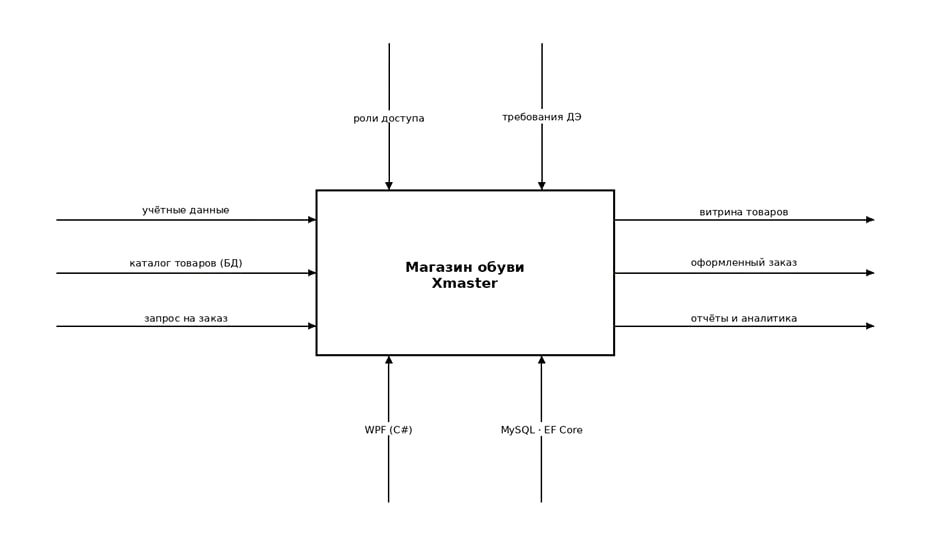 роли доступа
требования ДЭ
учётные данные
витрина товаров
каталог товаров (БД)
оформленный заказ
Магазин обуви
Xmaster
запрос на заказ
отчёты и аналитика
WPF (C#)
MySQL · EF Core